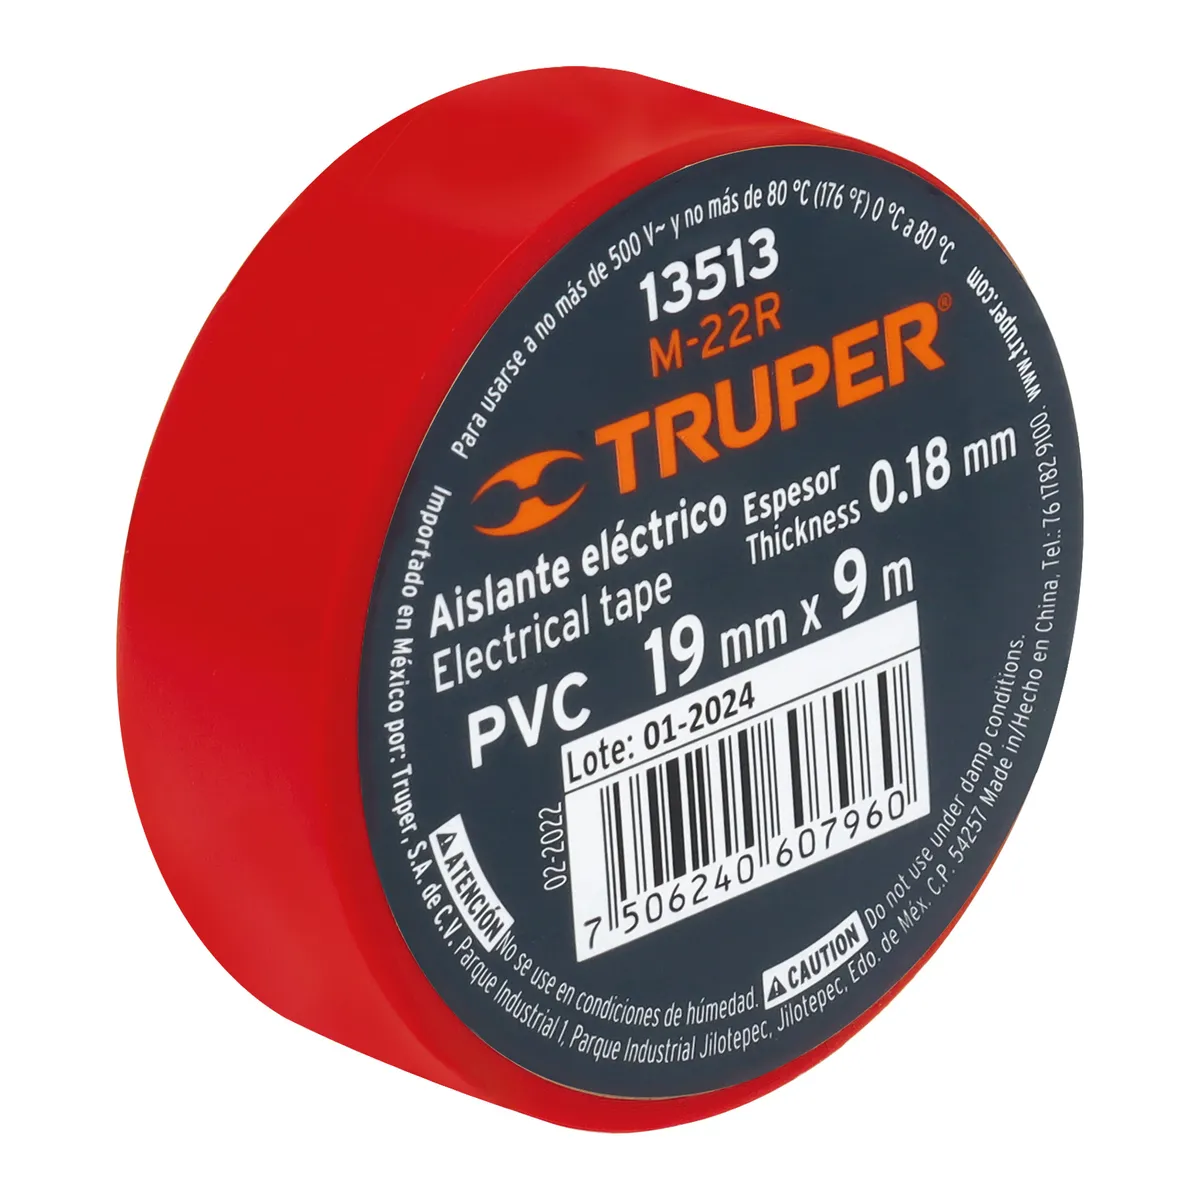 Para usarse a no más de 500 V~ y no más de 80 °C (176 °F) 0 °C a 80 °C
www.truper.com
13513
M-22R
TRUPER®
Aislante eléctrico
Electrical tape
Espesor
Thickness
0.18 mm
PVC
19 mm x 9 m
Lote: 01-2024
7 506240 607960
02-2022
ATENCIÓN No se use en condiciones de húmedad.
CAUTION Do not use under damp conditions.
Importado en México por: Truper, S.A. de C.V. Parque Industrial 1, Parque Industrial Jilotepec, Jilotepec, Edo. de Méx. C.P. 54257 Made in/Hecho en China, Tel.: 761 782 9100.